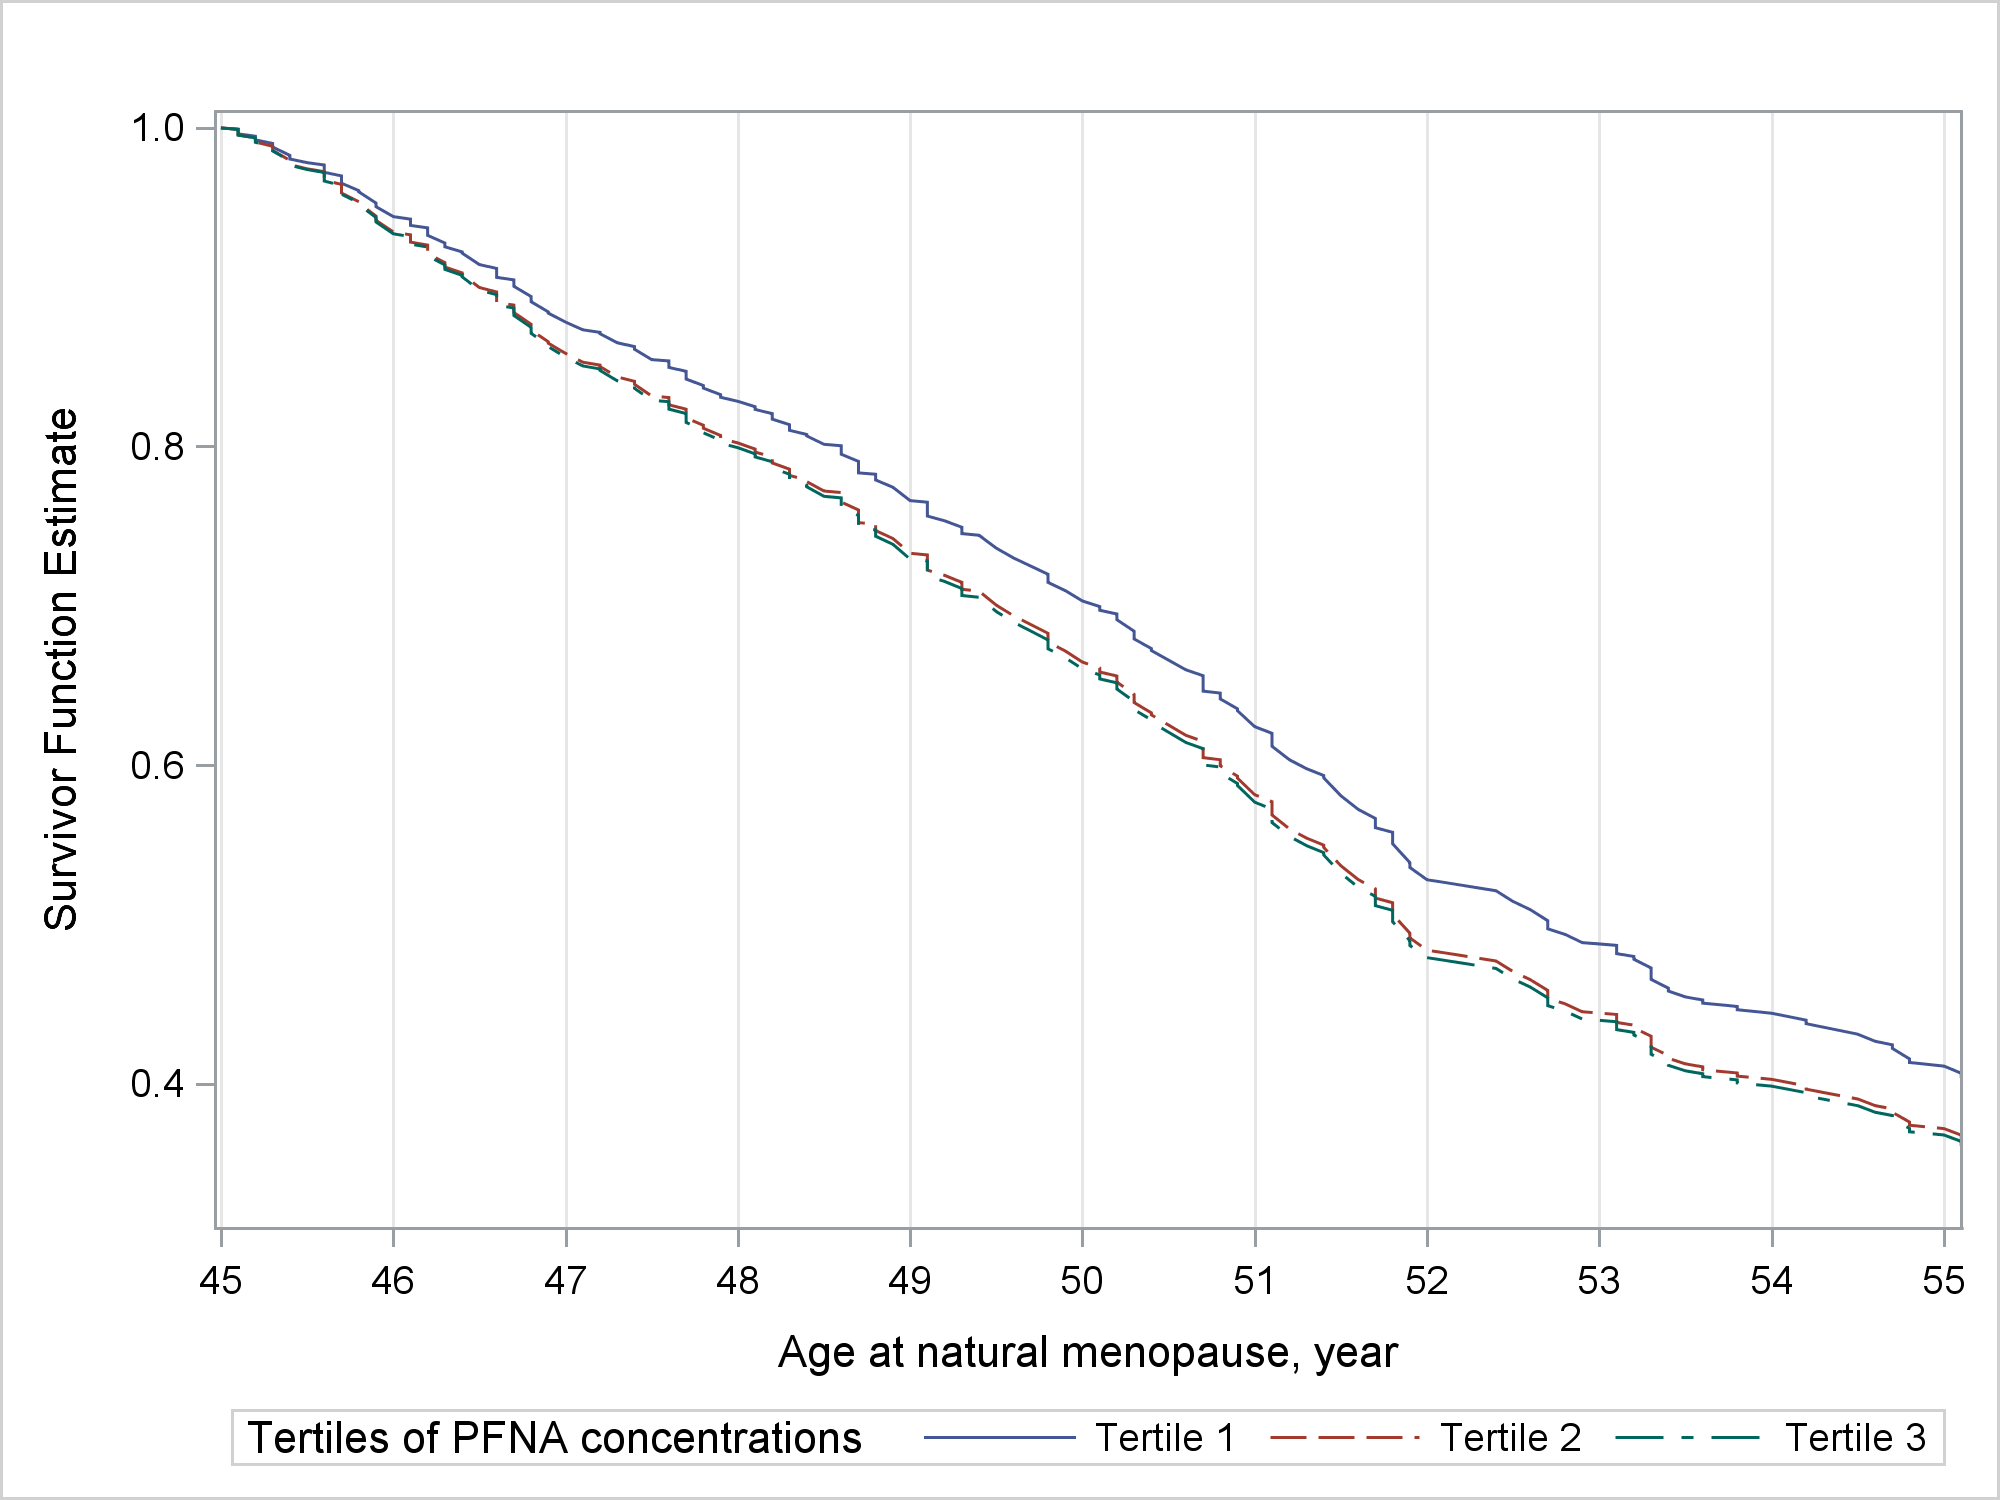 1.0
0.8
0.6
0.4
Survivor Function Estimate
45 46 47 48 49 50 51 52 53 54 55
Age at natural menopause, year
Tertiles of PFNA concentrations Tertile 1 Tertile 2 Tertile 3